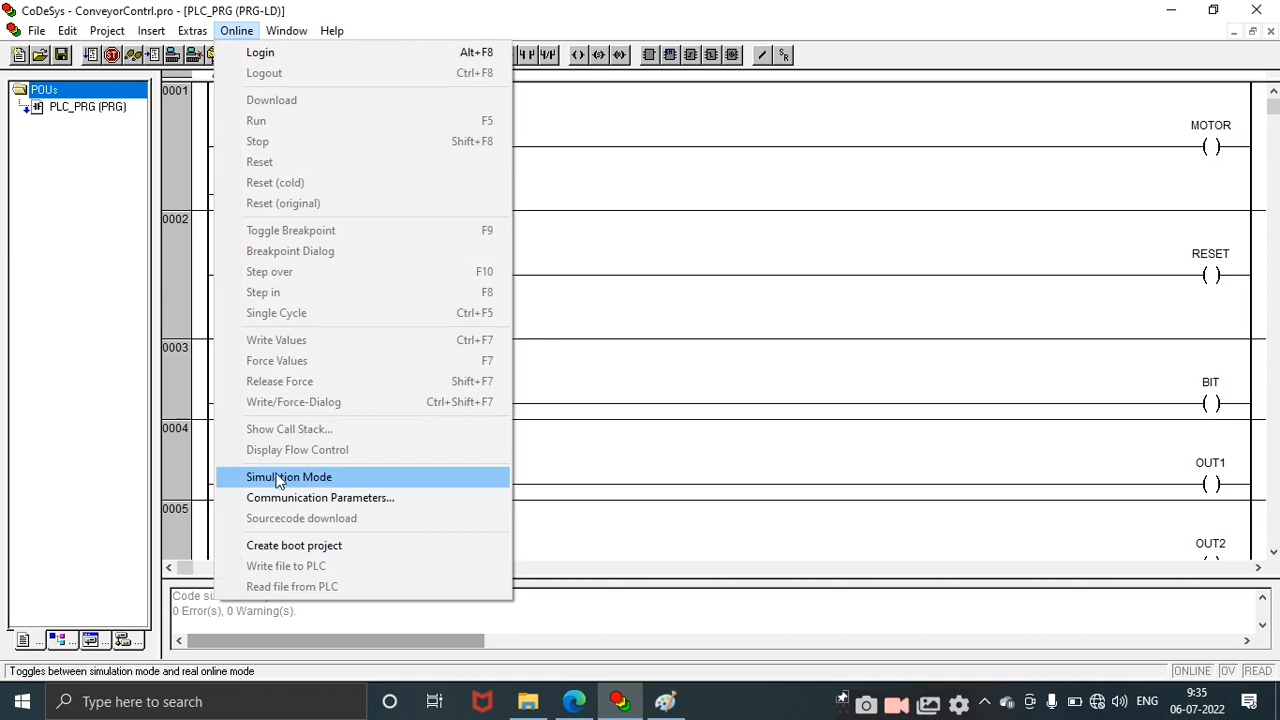 CoDeSys - ConveyorContrl.pro - [PLC_PRG (PRG-LD)]
File Edit Project Insert Extras Online Window Help
POUs
PLC_PRG (PRG)
Login Alt+F8
Logout Ctrl+F8
Download
Run F5
Stop Shift+F8
Reset
Reset (cold)
Reset (original)
Toggle Breakpoint F9
Breakpoint Dialog
Step over F10
Step in F8
Single Cycle Ctrl+F5
Write Values Ctrl+F7
Force Values F7
Release Force Shift+F7
Write/Force-Dialog Ctrl+Shift+F7
Show Call Stack...
Display Flow Control
Simulation Mode
Communication Parameters...
Sourcecode download
Create boot project
Write file to PLC
Read file from PLC
0001
MOTOR
0002
RESET
0003
BIT
0004
OUT1
0005
OUT2
Code
0 Error(s), 0 Warning(s).
Toggles between simulation mode and real online mode
ONLINE OV READ
Type here to search
ENG
9:35
06-07-2022